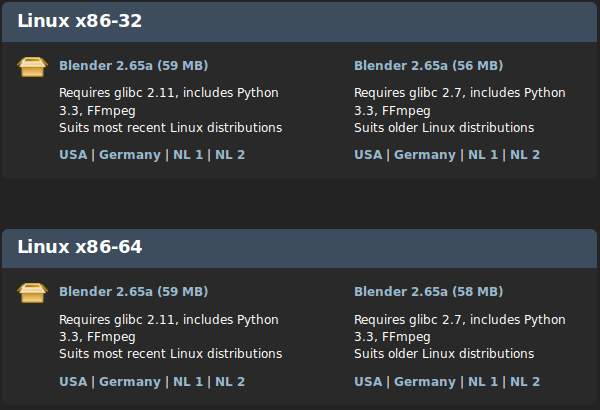 Linux x86-32
Blender 2.65a (59 MB)
Requires glibc 2.11, includes Python
3.3, FFmpeg
Suits most recent Linux distributions
USA | Germany | NL 1 | NL 2
Blender 2.65a (56 MB)
Requires glibc 2.7, includes Python
3.3, FFmpeg
Suits older Linux distributions
USA | Germany | NL 1 | NL 2
Linux x86-64
Blender 2.65a (59 MB)
Requires glibc 2.11, includes Python
3.3, FFmpeg
Suits most recent Linux distributions
USA | Germany | NL 1 | NL 2
Blender 2.65a (58 MB)
Requires glibc 2.7, includes Python
3.3, FFmpeg
Suits older Linux distributions
USA | Germany | NL 1 | NL 2